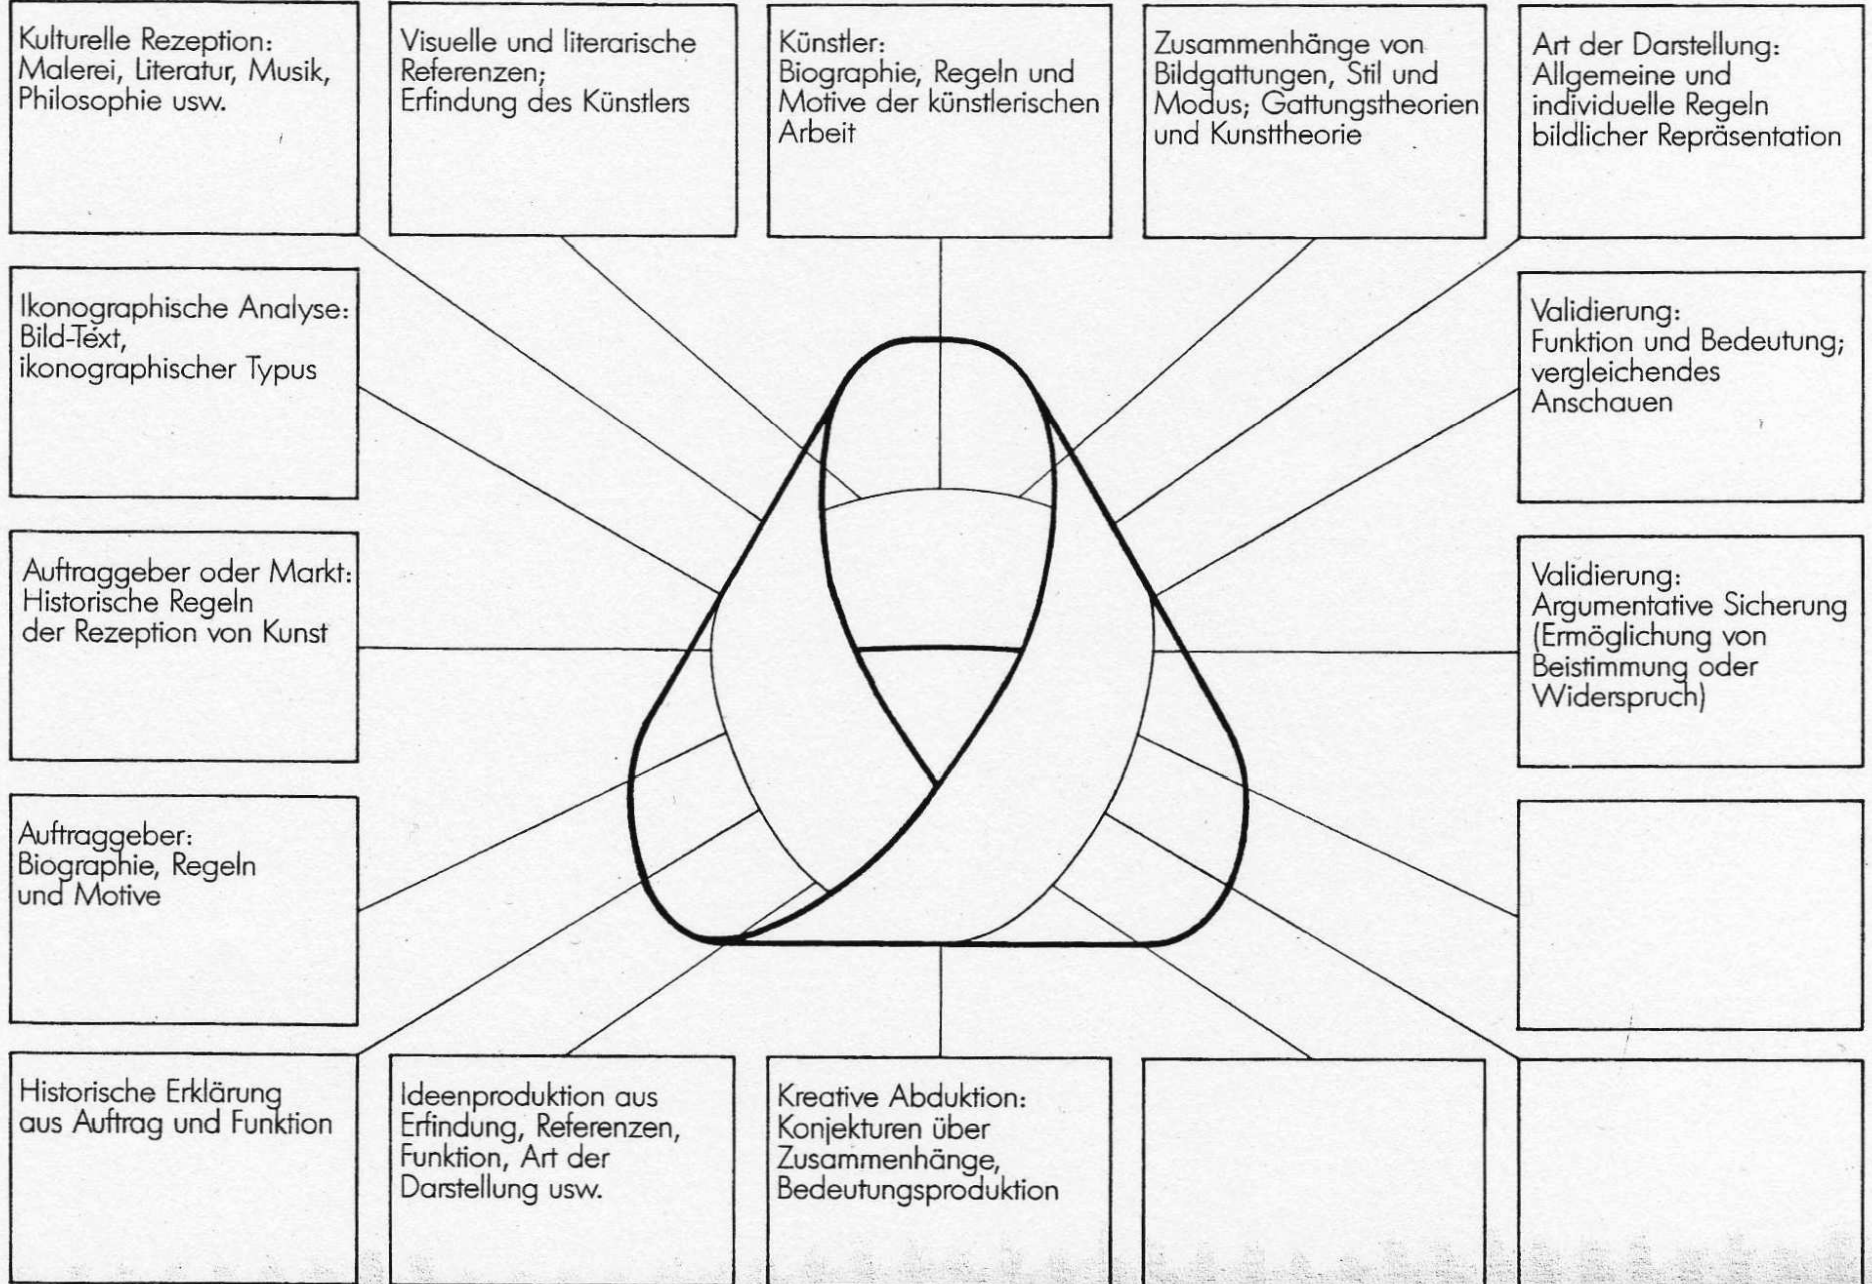 Kulturelle Rezeption:
Malerei, Literatur, Musik,
Philosophie usw.
Visuelle und literarische
Referenzen;
Erfindung des Künstlers
Künstler:
Biographie, Regeln und
Motive der künstlerischen
Arbeit
Zusammenhänge von
Bildgattungen, Stil und
Modus; Gattungstheorien
und Kunsttheorie
Art der Darstellung:
Allgemeine und
individuelle Regeln
bildlicher Repräsentation
Ikonographische Analyse:
Bild-Text,
ikonographischer Typus
Validierung:
Funktion und Bedeutung;
vergleichendes
Anschauen
Auftraggeber oder Markt:
Historische Regeln
der Rezeption von Kunst
Validierung:
Argumentative Sicherung
(Ermöglichung von
Beistimmung oder
Widerspruch)
Auftraggeber:
Biographie, Regeln
und Motive
Historische Erklärung
aus Auftrag und Funktion
Ideenproduktion aus
Erfindung, Referenzen,
Funktion, Art der
Darstellung usw.
Kreative Abduktion:
Konjekturen über
Zusammenhänge,
Bedeutungsproduktion